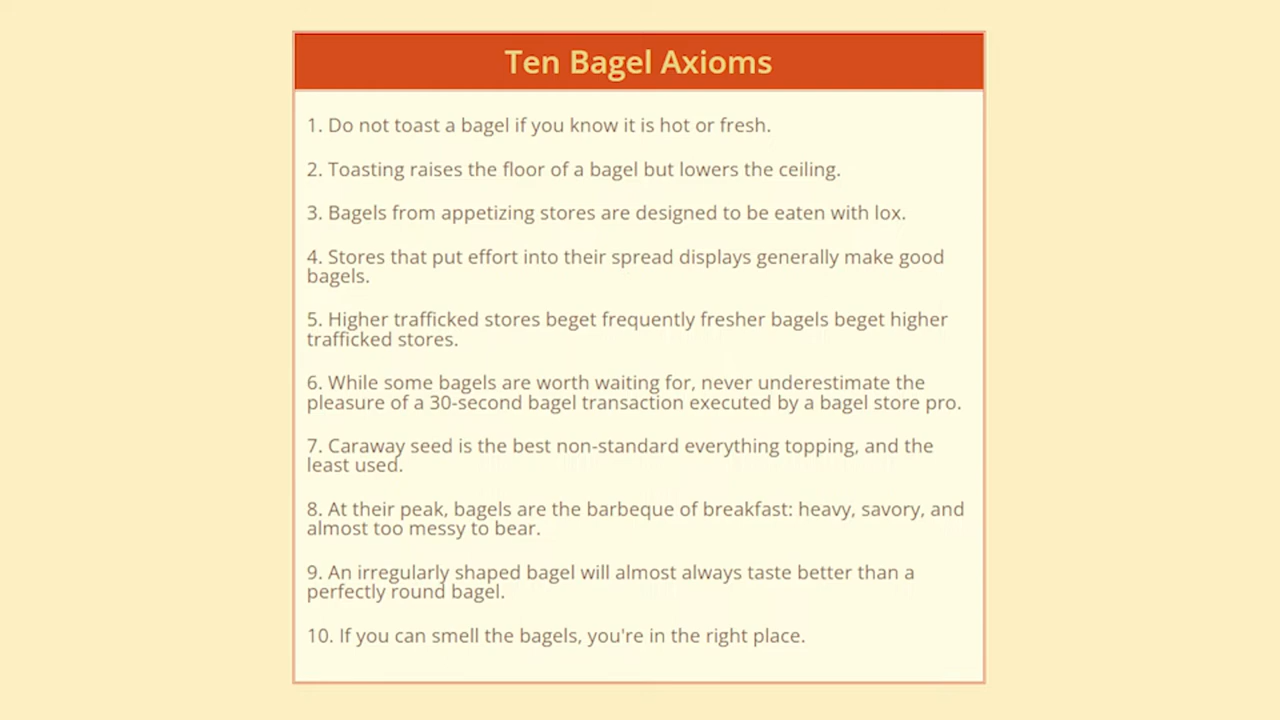 Ten Bagel Axioms
1. Do not toast a bagel if you know it is hot or fresh.
2. Toasting raises the floor of a bagel but lowers the ceiling.
3. Bagels from appetizing stores are designed to be eaten with lox.
4. Stores that put effort into their spread displays generally make good
bagels.
5. Higher trafficked stores beget frequently fresher bagels beget higher
trafficked stores.
6. While some bagels are worth waiting for, never underestimate the
pleasure of a 30-second bagel transaction executed by a bagel store pro.
7. Caraway seed is the best non-standard everything topping, and the
least used.
8. At their peak, bagels are the barbeque of breakfast: heavy, savory, and
almost too messy to bear.
9. An irregularly shaped bagel will almost always taste better than a
perfectly round bagel.
10. If you can smell the bagels, you're in the right place.